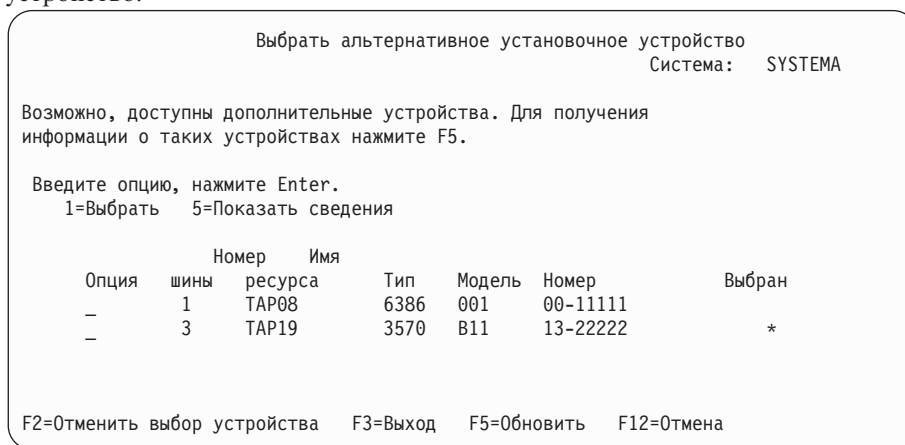 устройство.
Выбрать альтернативное установочное устройство
Система: SYSTEMA
Возможно, доступны дополнительные устройства. Для получения
информации о таких устройствах нажмите F5.
Введите опцию, нажмите Enter.
1=Выбрать 5=Показать сведения
Номер Имя
Опция шины ресурса Тип Модель Номер Выбран
_ 1 TAP08 6386 001 00-11111
_ 3 TAP19 3570 B11 13-22222 *
F2=Отменить выбор устройства F3=Выход F5=Обновить F12=Отмена